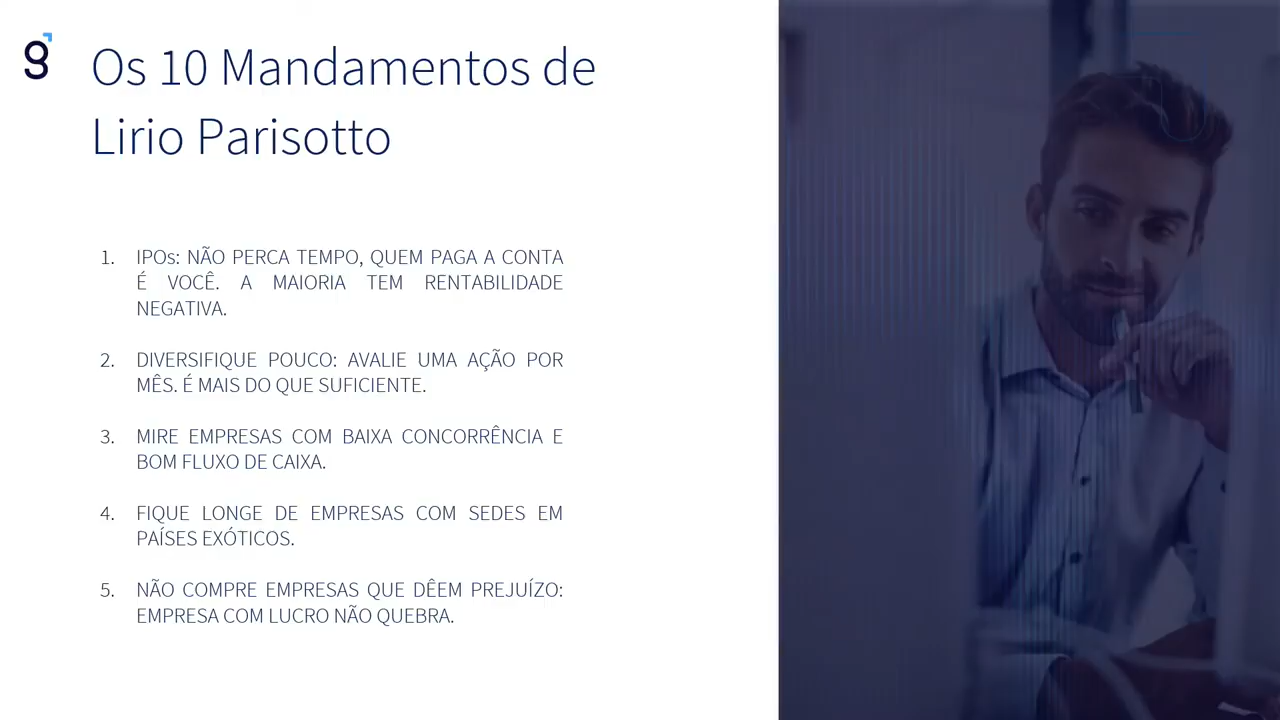 Os 10 Mandamentos de
Lirio Parisotto
1. IPOs: NÃO PERCA TEMPO, QUEM PAGA A CONTA
É VOCÊ. A MAIORIA TEM RENTABILIDADE
NEGATIVA.
2. DIVERSIFIQUE POUCO: AVALIE UMA AÇÃO POR
MÊS. É MAIS DO QUE SUFICIENTE.
3. MIRE EMPRESAS COM BAIXA CONCORRÊNCIA E
BOM FLUXO DE CAIXA.
4. FIQUE LONGE DE EMPRESAS COM SEDES EM
PAÍSES EXÓTICOS.
5. NÃO COMPRE EMPRESAS QUE DÊEM PREJUÍZO:
EMPRESA COM LUCRO NÃO QUEBRA.